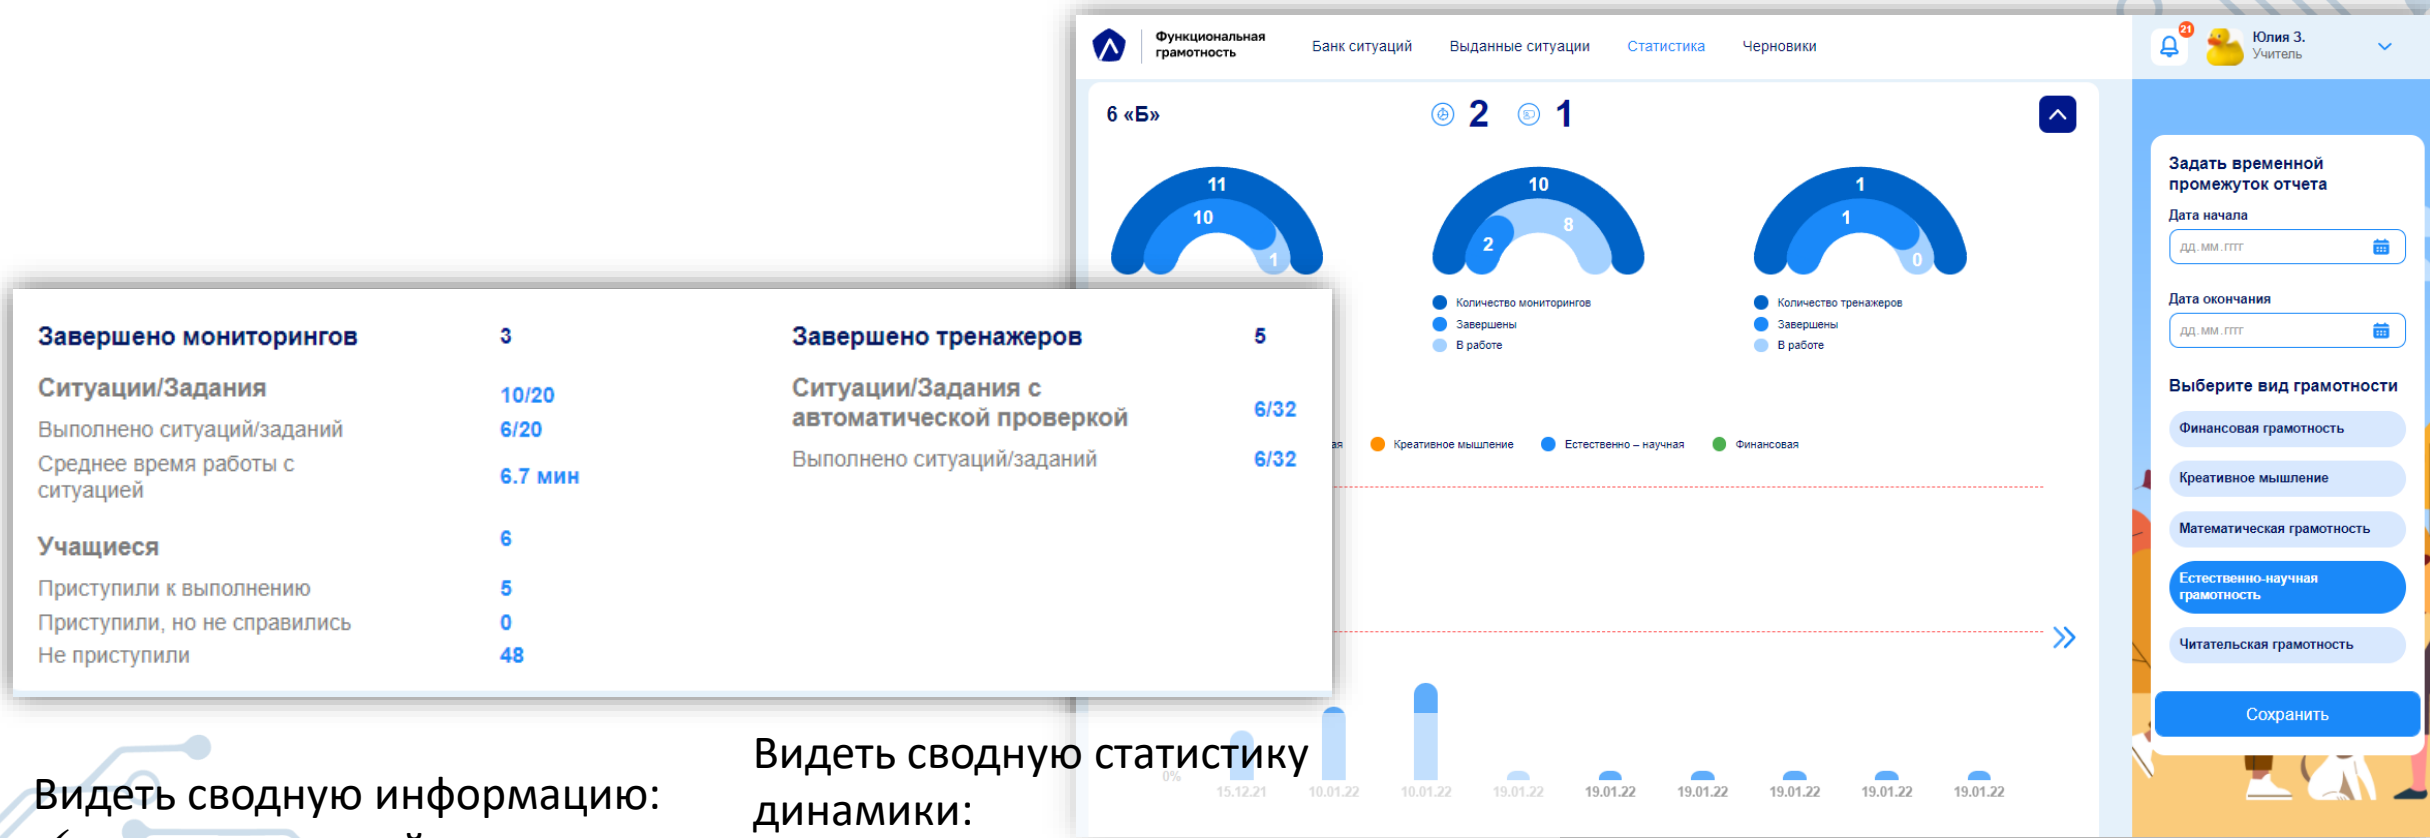 Функциональная
грамотность
Банк ситуаций
Выданные ситуации
Статистика
Черновики
21
Юлия З.
Учитель
6 «Б»
2
1
11
10
1
10
8
2
1
1
0
Количество мониторингов
Завершены
В работе
Количество тренажеров
Завершены
В работе
Креативное мышление
Естественно – научная
Финансовая
0%
15.12.21
10.01.22
10.01.22
19.01.22
19.01.22
19.01.22
19.01.22
19.01.22
19.01.22
Задать временной
промежуток отчета
Дата начала
дд.мм.гггг
Дата окончания
дд.мм.гггг
Выберите вид грамотности
Финансовая грамотность
Креативное мышление
Математическая грамотность
Естественно-научная
грамотность
Читательская грамотность
Сохранить
Завершено мониторингов 3
Ситуации/Задания 10/20
Выполнено ситуаций/заданий 6/20
Среднее время работы с
ситуацией 6.7 мин
Учащиеся 6
Приступили к выполнению 5
Приступили, но не справились 0
Не приступили 48
Завершено тренажеров 5
Ситуации/Задания с
автоматической проверкой 6/32
Выполнено ситуаций/заданий 6/32
Видеть сводную информацию:
Видеть сводную статистику
динамики: